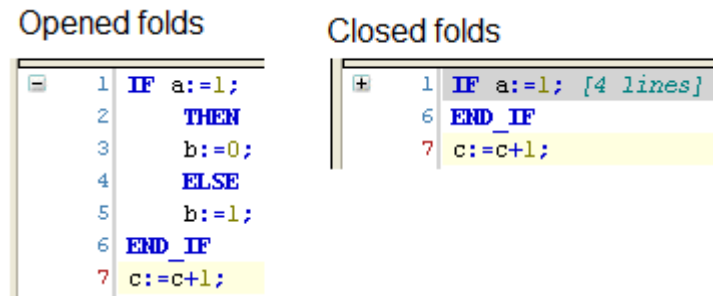 Opened folds
1 IF a:=1;
2 THEN
3 b:=0;
4 ELSE
5 b:=1;
6 END_IF
7 c:=c+1;
Closed folds
1 IF a:=1; [4 lines]
6 END_IF
7 c:=c+1;